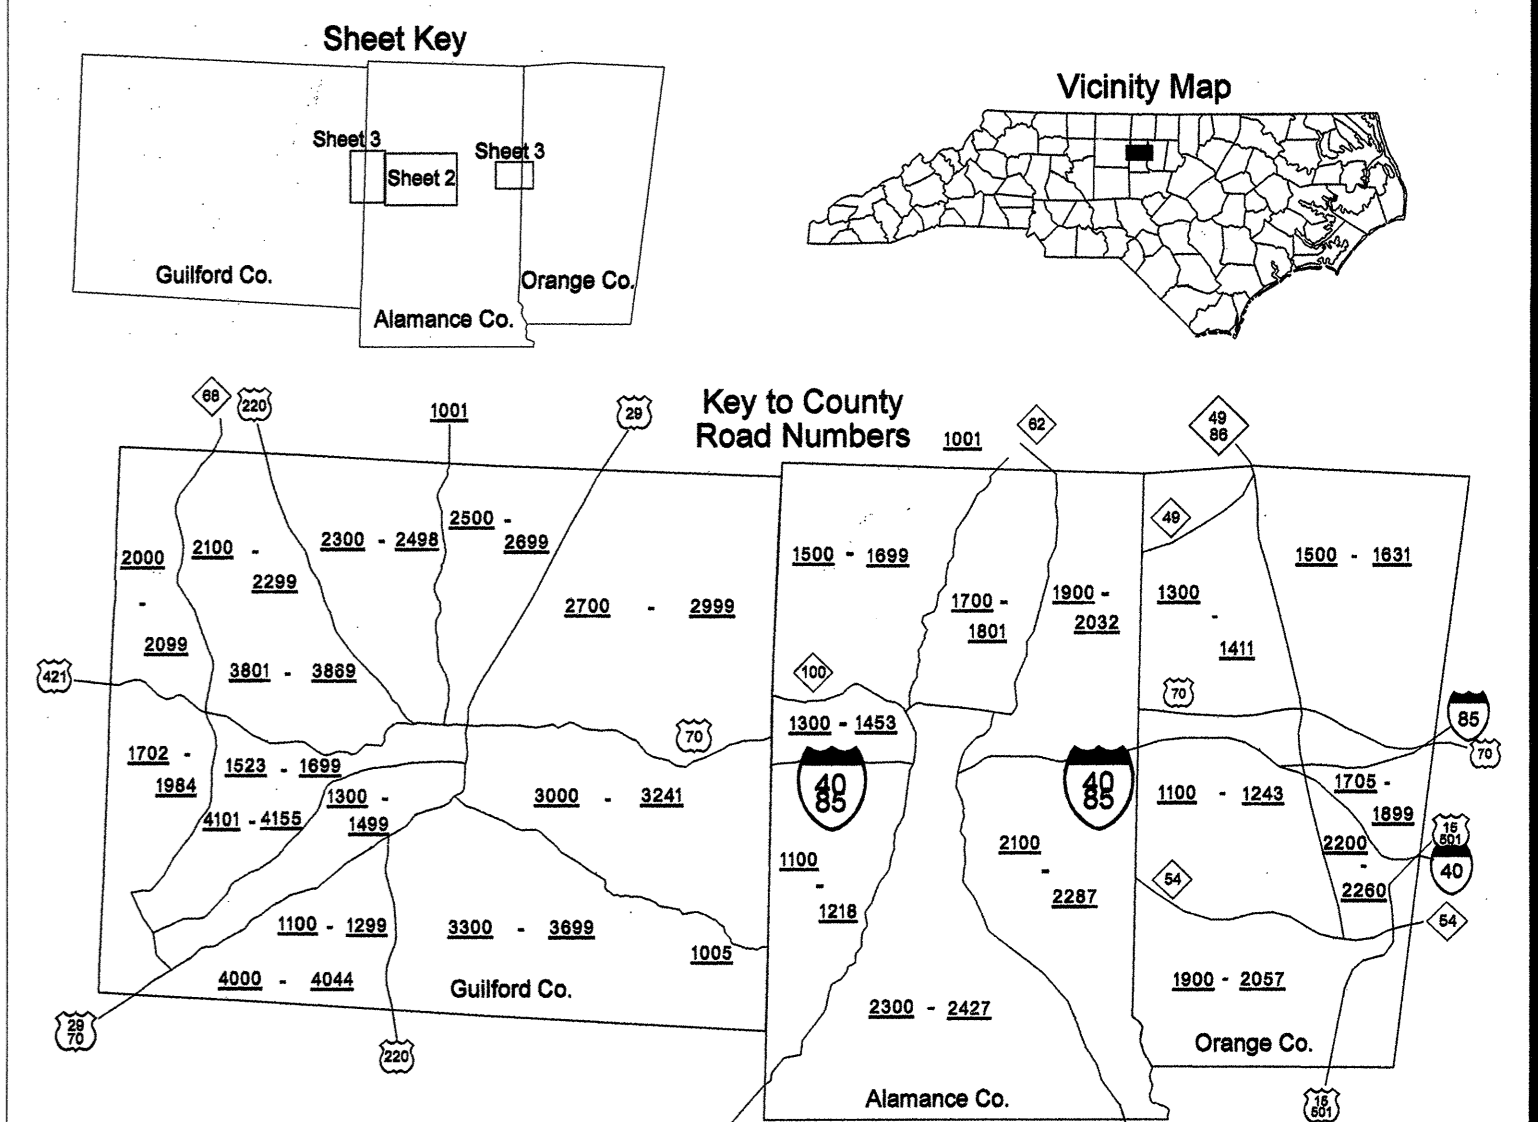 Sheet Key
Vicinity Map
Sheet 3
Sheet 3
Sheet 2
Guilford Co.
Orange Co.
Alamance Co.
Key to County
Road Numbers
68
220
1001
29
1001
62
49
86
2500 -
2699
2300 - 2498
2100 -
2299
2000
-
2099
2700 - 2999
3801 - 3869
421
70
1702 -
1984
1523 - 1699
1300 -
1499
4101 - 4155
3000 - 3241
1100 - 1299
3300 - 3699
1005
4000 - 4044
Guilford Co.
29
70
220
1500 - 1699
1700 -
1801
1900 -
2032
100
1300 - 1453
40
85
40
85
1100
-
1218
2100
-
2287
2300 - 2427
Alamance Co.
49
1300
-
1411
1500 - 1631
70
85
70
1100 - 1243
1705 -
1899
15
501
40
2200
-
2260
54
54
1900 - 2057
Orange Co.
15
501